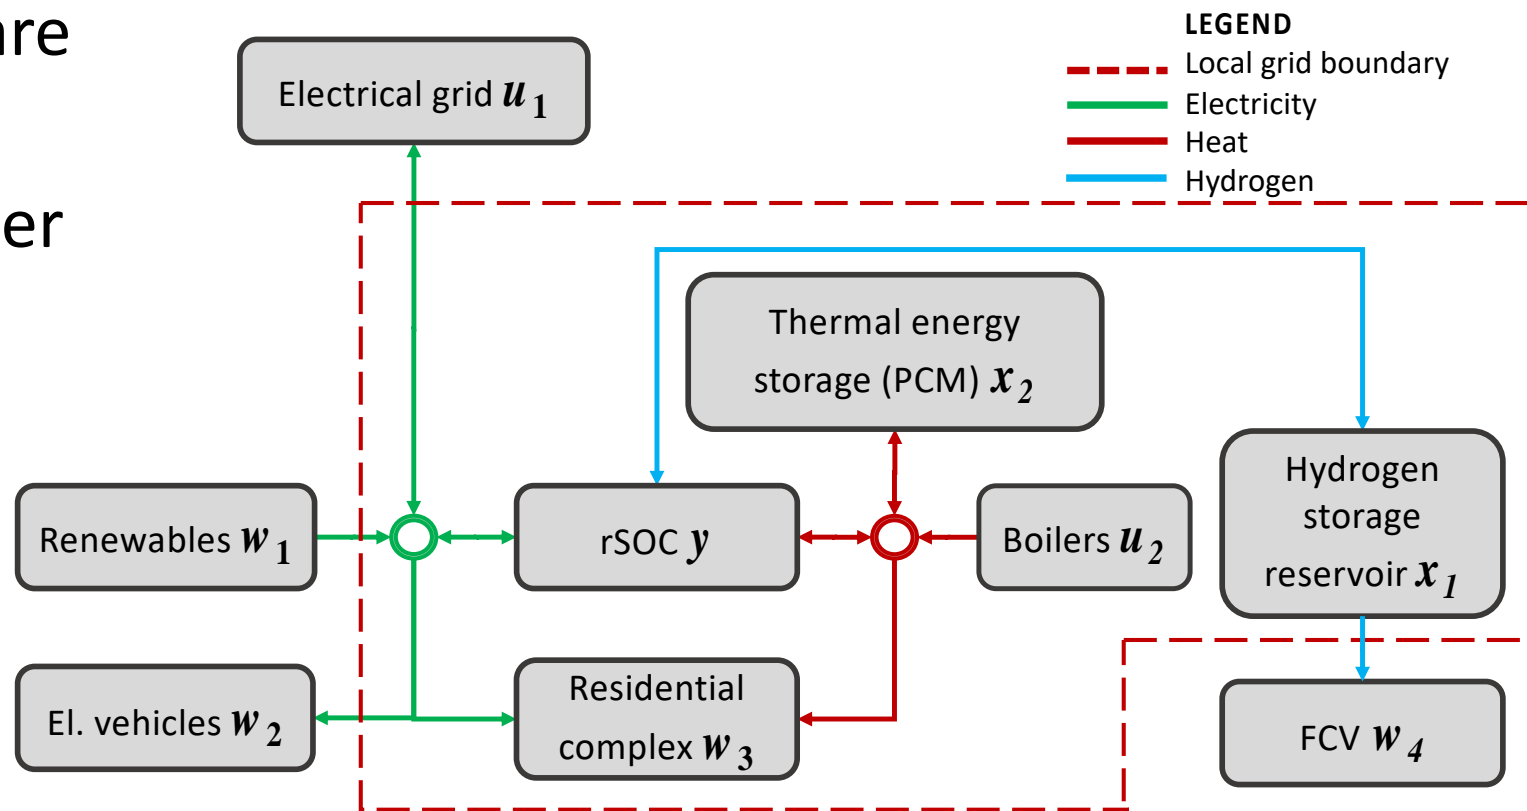 are
er
LEGEND
Local grid boundary
Electricity
Heat
Hydrogen
Electrical grid u1
Thermal energy
storage (PCM) x2
Hydrogen
storage
reservoir x1
Renewables w1
rSOC y
Boilers u2
El. vehicles w2
Residential
complex w3
FCV w4